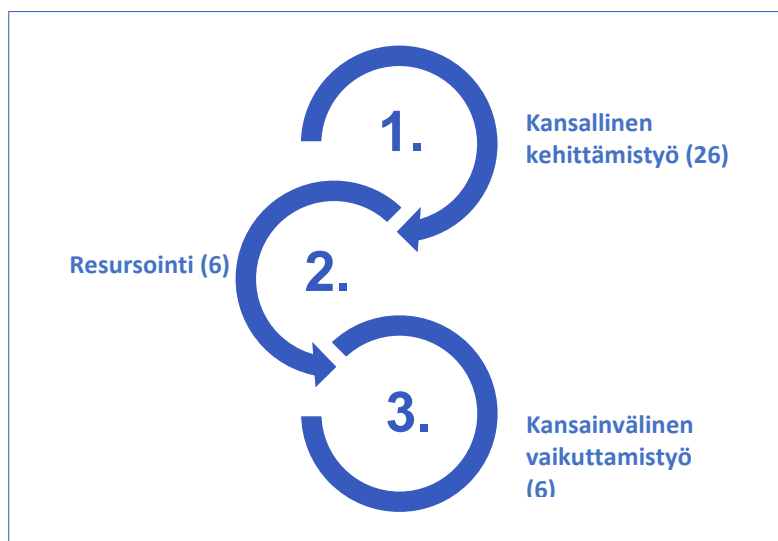 1.
Kansallinen
kehittämistyö (26)
Resursointi (6)
2.
3.
Kansainvälinen
vaikuttamistyö
(6)